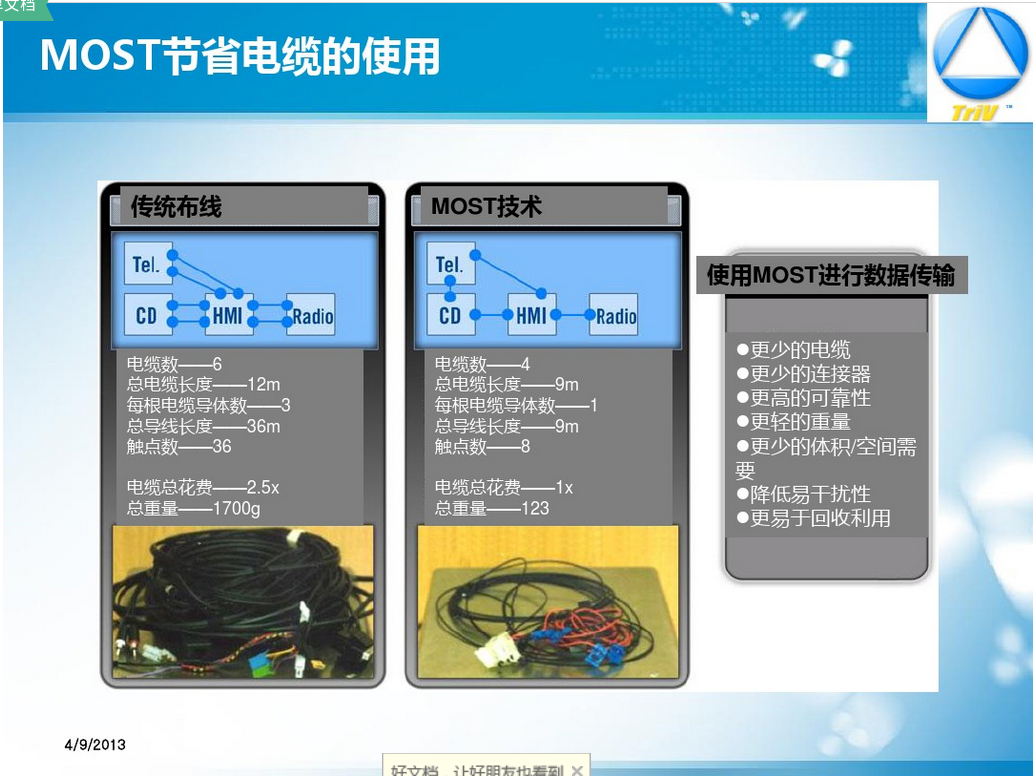 文档
MOST节省电缆的使用
TriV ™
传统布线
Tel.
CD
HMI
Radio
电缆数——6
总电缆长度——12m
每根电缆导体数——3
总导线长度——36m
触点数——36
电缆总花费——2.5x
总重量——1700g
MOST技术
Tel.
CD
HMI
Radio
电缆数——4
总电缆长度——9m
每根电缆导体数——1
总导线长度——9m
触点数——8
电缆总花费——1x
总重量——123
使用MOST进行数据传输
●更少的电缆
●更少的连接器
●更高的可靠性
●更轻的重量
●更少的体积/空间需
要
●降低易干扰性
●更易于回收利用
4/9/2013
好文档，让好朋友也看到